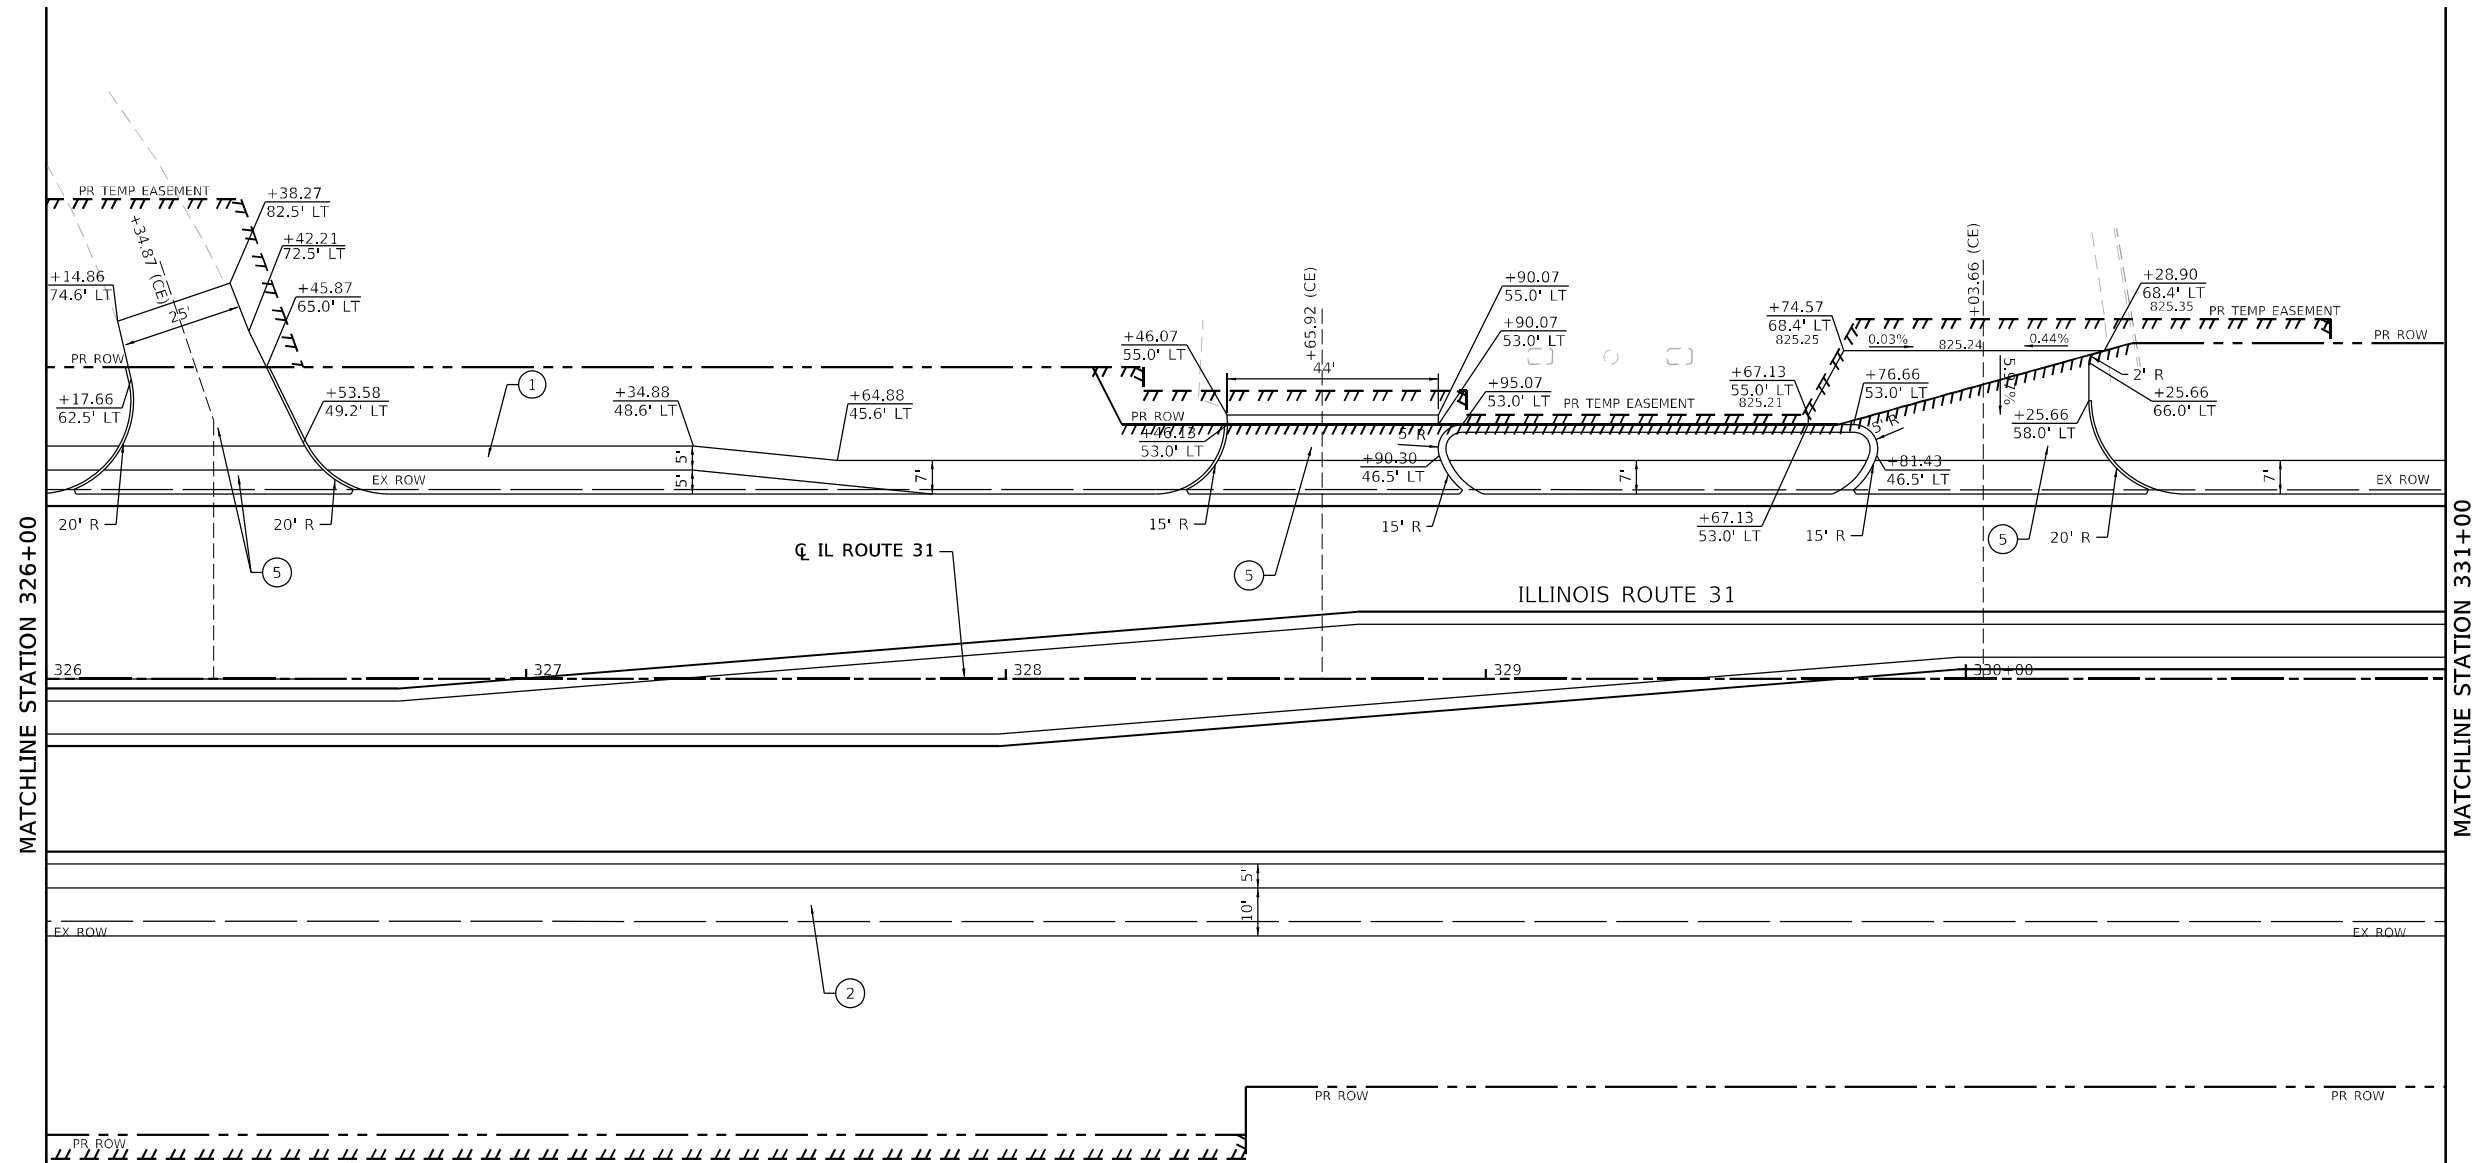 PR TEMP EASEMENT
+38.27
82.5' LT
+34.87 (CE)
+42.21
72.5' LT
+14.86
74.6' LT
+45.87
65.0' LT
25'
PR ROW
+17.66
62.5' LT
+53.58
49.2' LT
1
+34.88
48.6' LT
+64.88
45.6' LT
5'
5'
7'
EX ROW
20' R
20' R
5
+65.92 (CE)
+46.07
55.0' LT
44'
+90.07
55.0' LT
+90.07
53.0' LT
+95.07
53.0' LT
PR ROW
+46.13
53.0' LT
5' R
+90.30
46.5' LT
15' R
15' R
5
PR TEMP EASEMENT
7'
+03.66 (CE)
+74.57
68.4' LT
825.25
0.03%
825.24
0.44%
5.57%
+28.90
68.4' LT
825.35
PR TEMP EASEMENT
PR ROW
+67.13
55.0' LT
825.21
+76.66
53.0' LT
5' R
2' R
+25.66
66.0' LT
+25.66
58.0' LT
+81.43
46.5' LT
+67.13
53.0' LT
15' R
5
20' R
7'
EX ROW
℄ IL ROUTE 31
ILLINOIS ROUTE 31
MATCHLINE STATION 326+00
MATCHLINE STATION 331+00
326
327
328
329
330+00
5'
10'
EX ROW
EX ROW
2
PR ROW
PR ROW
PR ROW